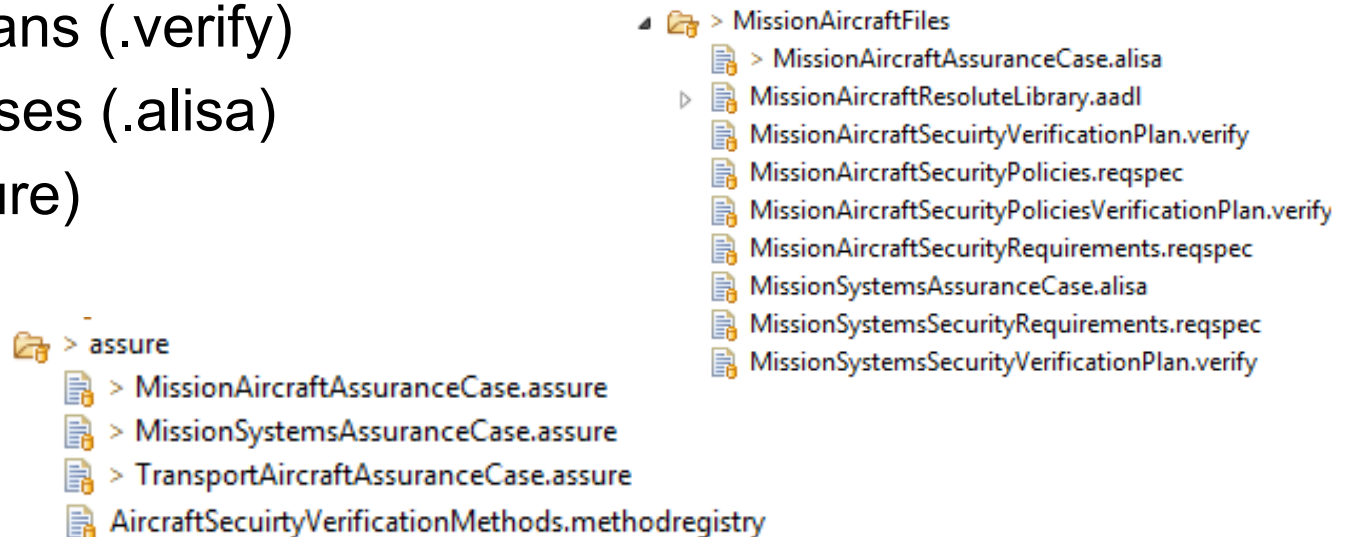 ans (.verify)
ses (.alisa)
ure)
> MissionAircraftFiles
> MissionAircraftAssuranceCase.alisa
MissionAircraftResoluteLibrary.aadl
MissionAircraftSecuirtyVerificationPlan.verify
MissionAircraftSecurityPolicies.reqspec
MissionAircraftSecurityPoliciesVerificationPlan.verify
MissionAircraftSecurityRequirements.reqspec
MissionSystemsAssuranceCase.alisa
MissionSystemsSecurityRequirements.reqspec
MissionSystemsSecurityVerificationPlan.verify
> assure
> MissionAircraftAssuranceCase.assure
> MissionSystemsAssuranceCase.assure
> TransportAircraftAssuranceCase.assure
AircraftSecuirtyVerificationMethods.methodregistry